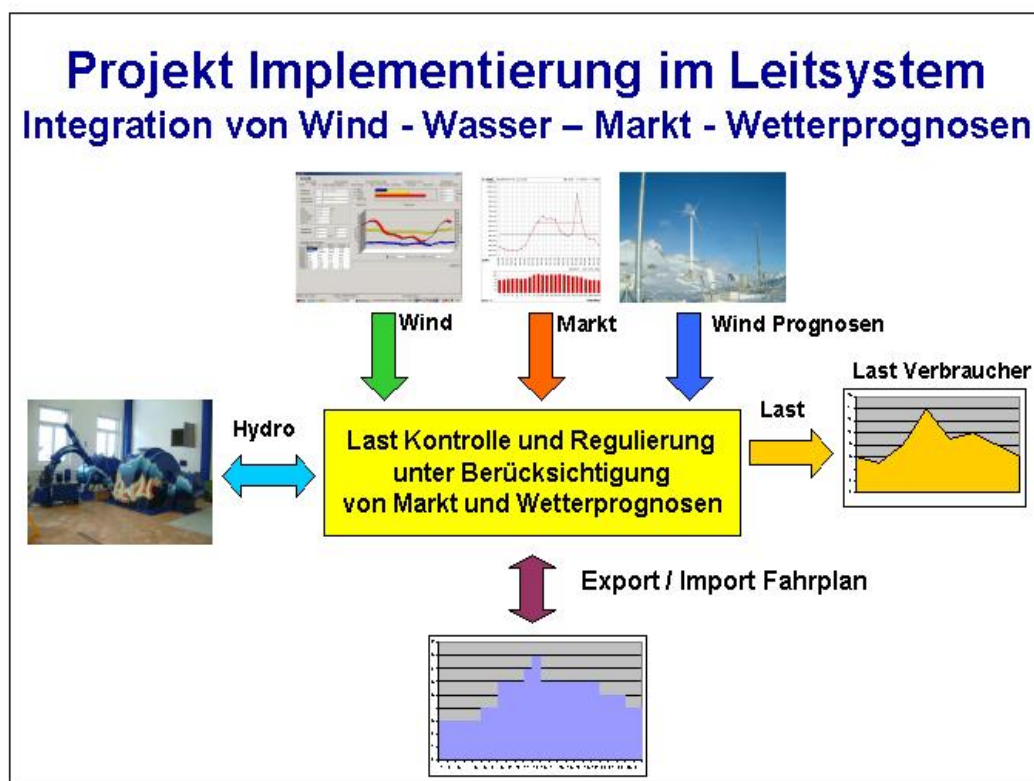 Projekt Implementierung im Leitsystem
Integration von Wind - Wasser – Markt - Wetterprognosen
Wind
Markt
Wind Prognosen
Last Verbraucher
Hydro
Last
Last Kontrolle und Regulierung
unter Berücksichtigung
von Markt und Wetterprognosen
Export / Import Fahrplan